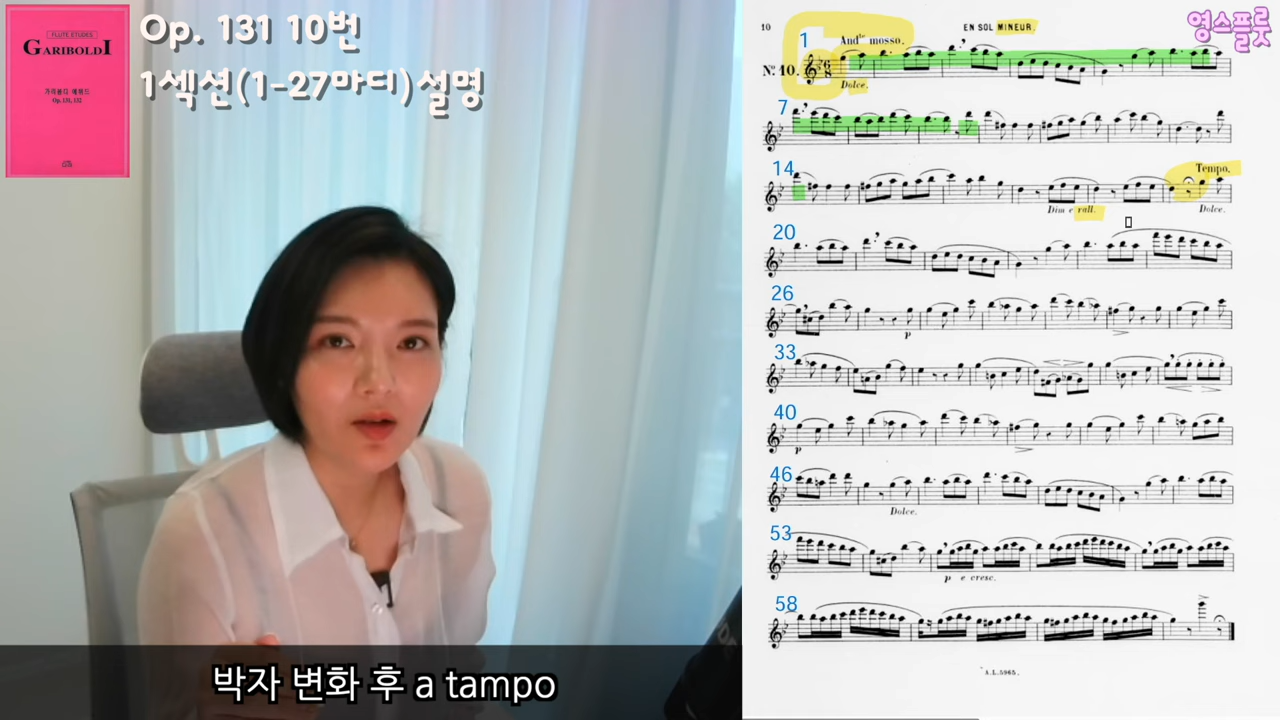 FLUTE ETUDES
GARIBOLDI
가리볼디 에튀드
Op. 131, 132
Op. 131 10번
1섹션(1-27마디)설명
영스플룻
10
EN SOL MINEUR.
1
And.te mosso.
Nº 10.
Dolce.
7
14
Tempo.
Dim e rall.
Dolce.
20
26
p
33
40
p
46
Dolce.
53
p e cresc.
58
A.L.5965.
박자 변화 후 a tampo